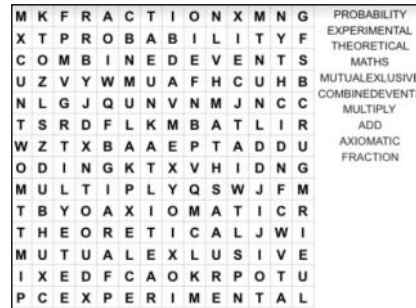 M K F R A C T I O N X M N G
X T P R O B A B I L I T Y F
C O M B I N E D E V E N T S
U Z V Y W M U A F H C U H B
N L G J Q U N V N M J N C C
T S R D F L K M B A T L I R
W Z T X B A A E P T A D D U
O D I N G K T X V H I D N G
M U L T I P L Y Q S W J F M
T B Y O A X I O M A T I C R
T H E O R E T I C A L J W I
M U T U A L E X L U S I V E
I X E D F C A O K R P O T U
P C E X P E R I M E N T A L
PROBABILITY
EXPERIMENTAL
THEORETICAL
MATHS
MUTUALEXLUSIVE
COMBINEDEVENTS
MULTIPLY
ADD
AXIOMATIC
FRACTION